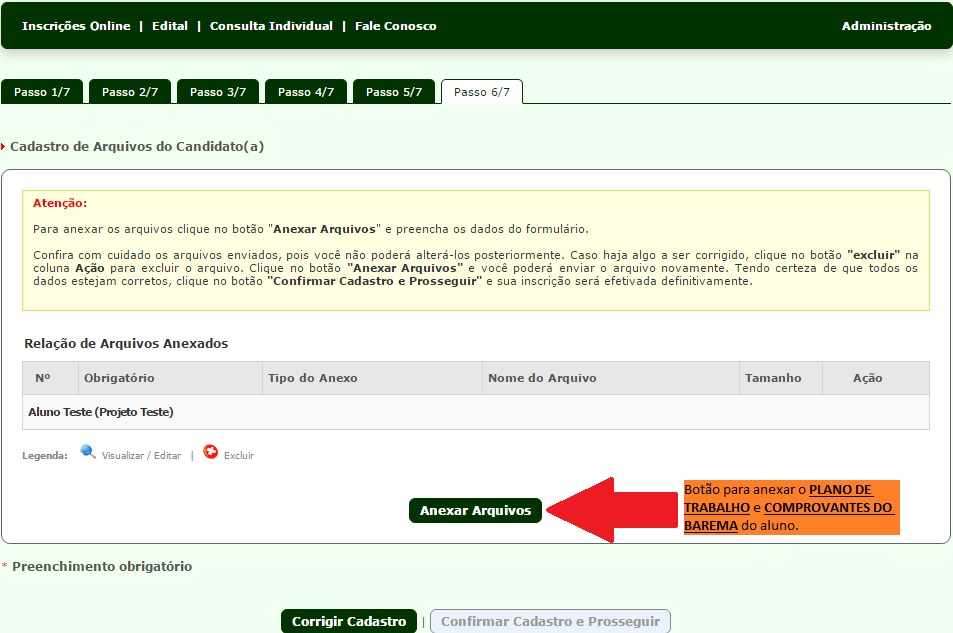 Inscrições Online | Edital | Consulta Individual | Fale Conosco Administração
Passo 1/7 Passo 2/7 Passo 3/7 Passo 4/7 Passo 5/7 Passo 6/7
Cadastro de Arquivos do Candidato(a)
Atenção:
Para anexar os arquivos clique no botão "Anexar Arquivos" e preencha os dados do formulário.
Confira com cuidado os arquivos enviados, pois você não poderá alterá-los posteriormente. Caso haja algo a ser corrigido, clique no botão "excluir" na
coluna Ação para excluir o arquivo. Clique no botão "Anexar Arquivos" e você poderá enviar o arquivo novamente. Tendo certeza de que todos os
dados estejam corretos, clique no botão "Confirmar Cadastro e Prosseguir" e sua inscrição será efetivada definitivamente.
Relação de Arquivos Anexados
Nº Obrigatório Tipo do Anexo Nome do Arquivo Tamanho Ação
Aluno Teste (Projeto Teste)
Legenda: Visualizar / Editar | Excluir
Anexar Arquivos
Botão para anexar o PLANO DE
TRABALHO e COMPROVANTES DO
BAREMA do aluno.
* Preenchimento obrigatório
Corrigir Cadastro | Confirmar Cadastro e Prosseguir